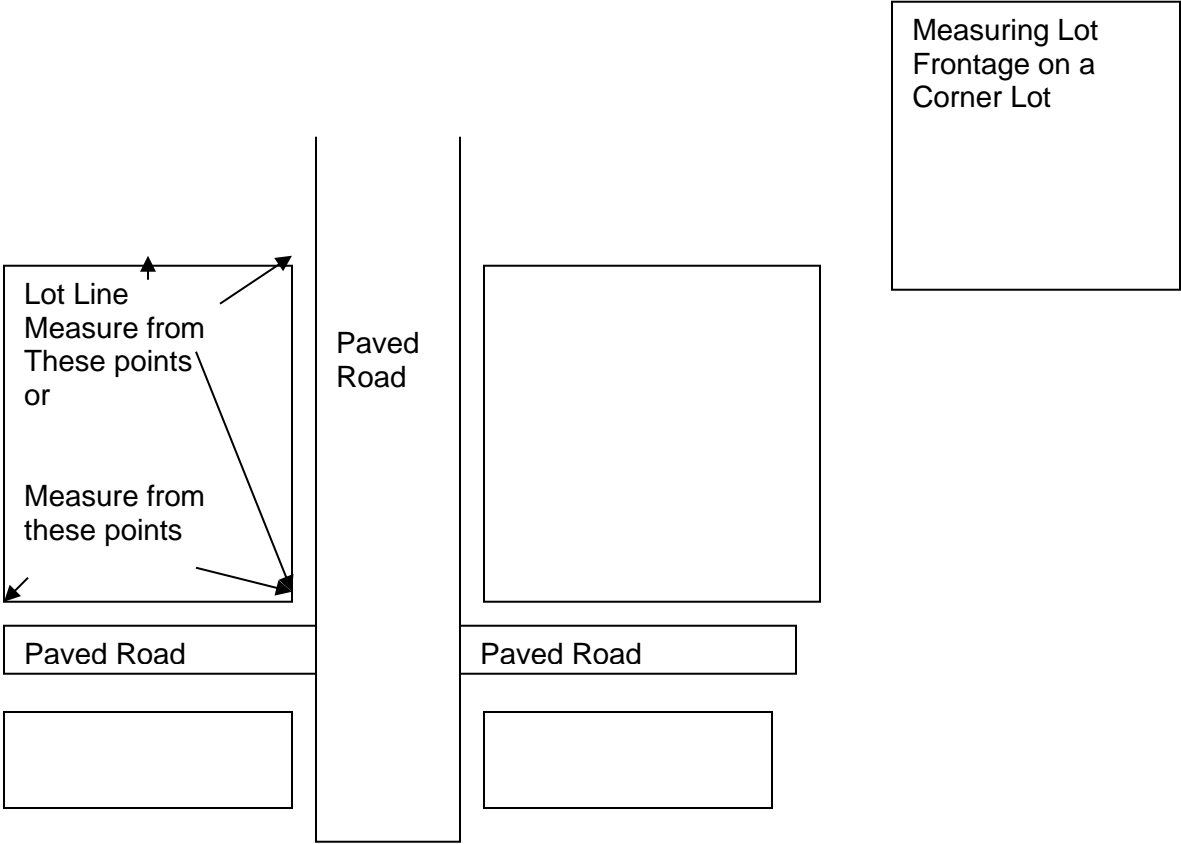 Measuring Lot
Frontage on a
Corner Lot
Lot Line
Measure from
These points
or
Measure from
these points
Paved
Road
Paved Road
Paved Road